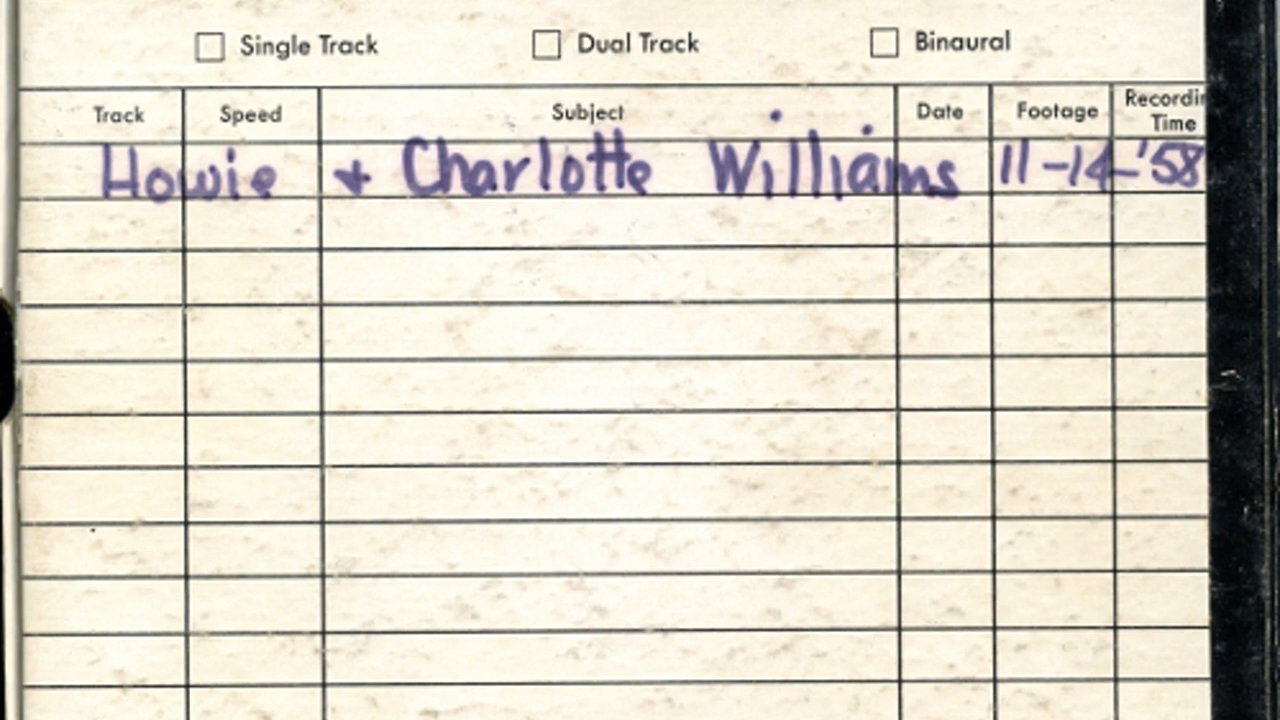 Single Track Dual Track Binaural
Track Speed Subject Date Footage Recordin
Time
Howie + Charlotte Williams 11-14-'58